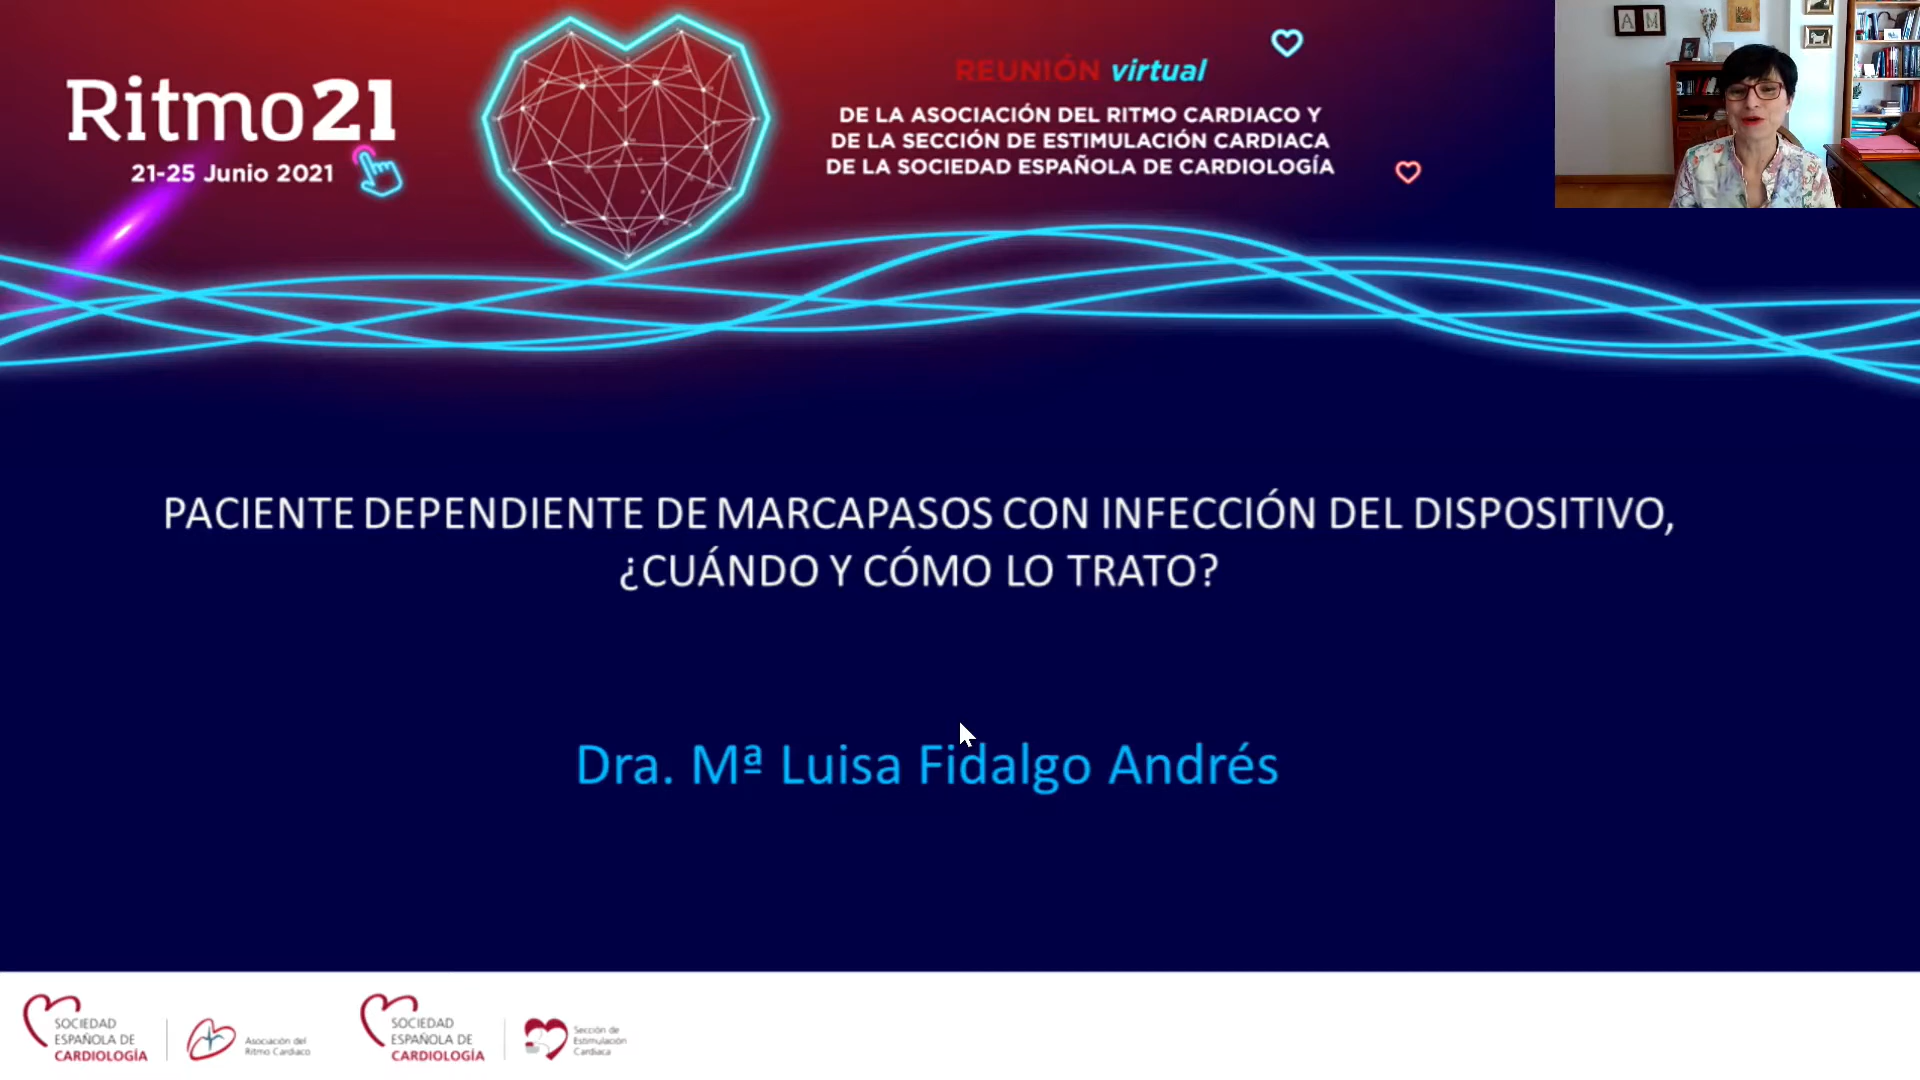 Ritmo21
21-25 Junio 2021
REUNIÓN virtual
DE LA ASOCIACIÓN DEL RITMO CARDIACO Y
DE LA SECCIÓN DE ESTIMULACIÓN CARDIACA
DE LA SOCIEDAD ESPAÑOLA DE CARDIOLOGÍA
A M
PACIENTE DEPENDIENTE DE MARCAPASOS CON INFECCIÓN DEL DISPOSITIVO,
¿CUÁNDO Y CÓMO LO TRATO?
Dra. Mª Luisa Fidalgo Andrés
SOCIEDAD
ESPAÑOLA DE
CARDIOLOGÍA
Asociación del
Ritmo Cardiaco
SOCIEDAD
ESPAÑOLA DE
CARDIOLOGÍA
Sección de
Estimulación
Cardiaca